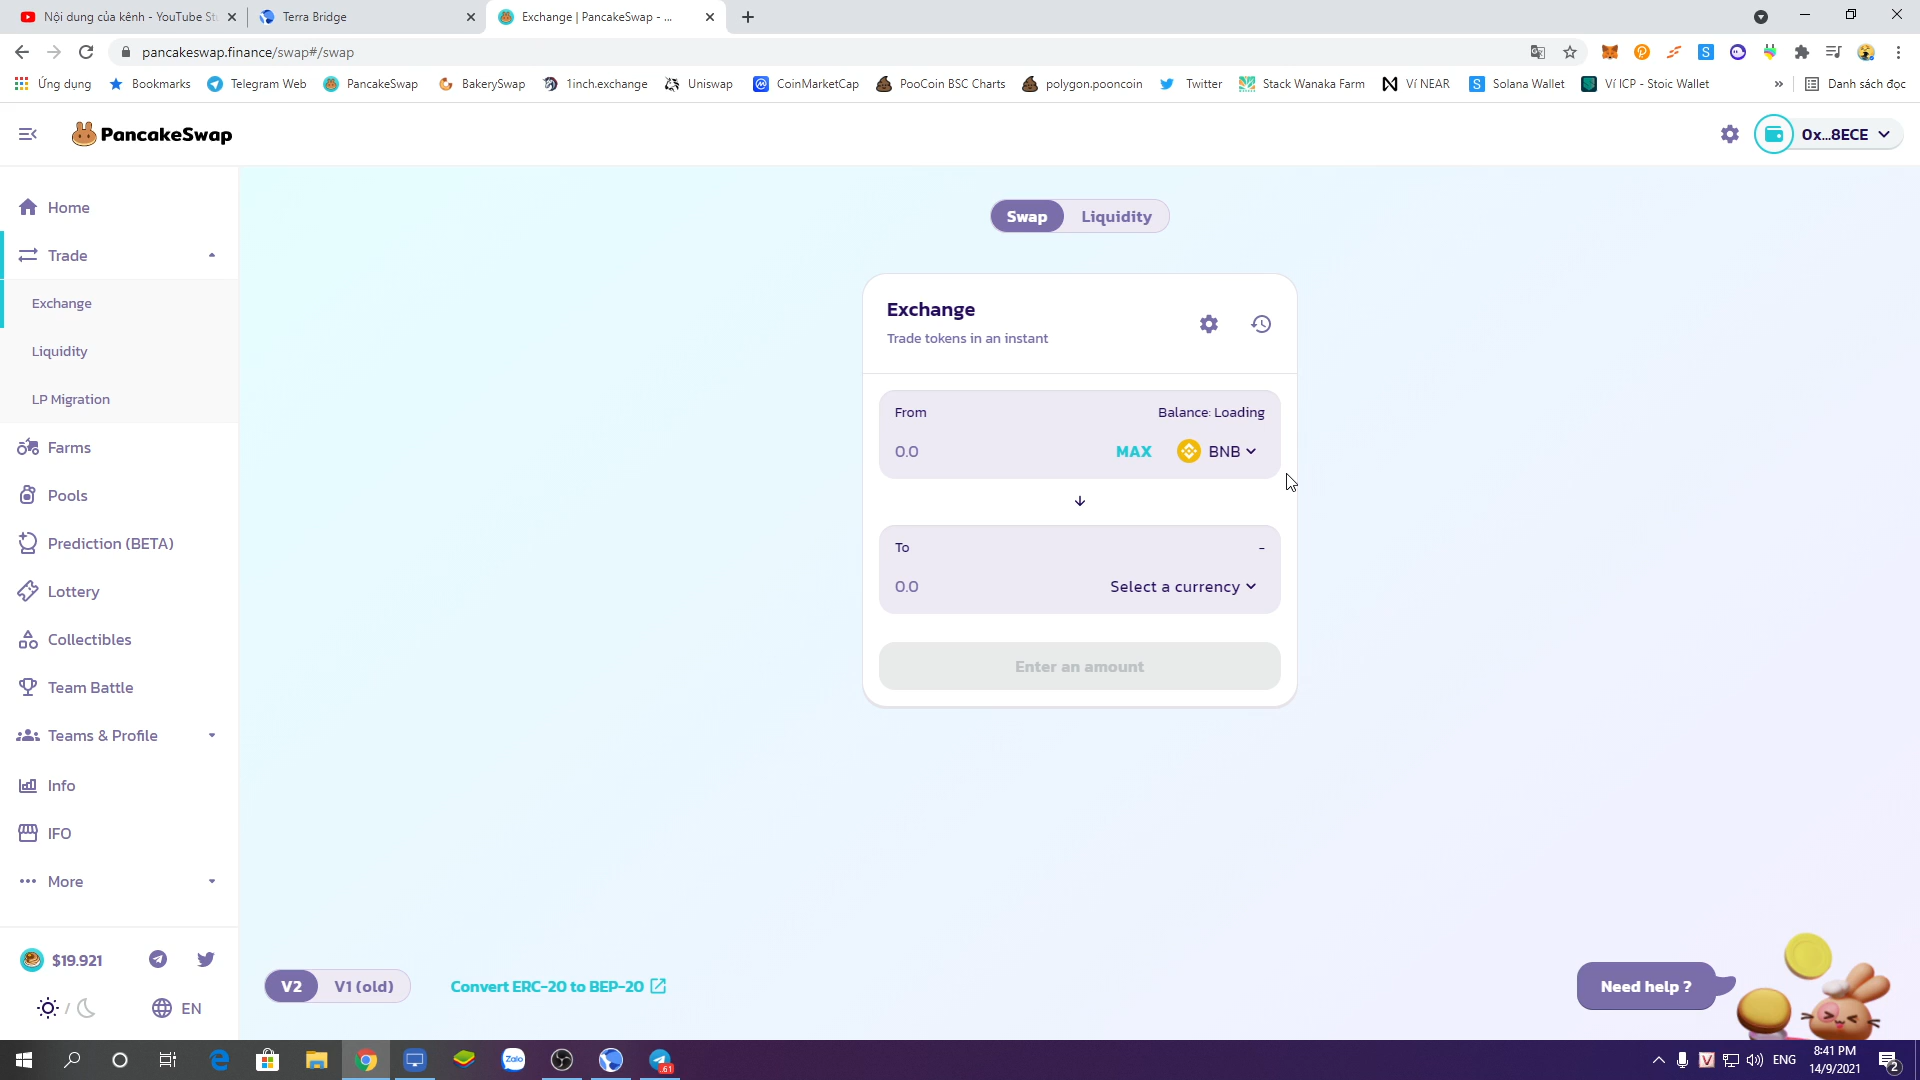 Nội dung của kênh - YouTube St
Terra Bridge
Exchange | PancakeSwap - ...
pancakeswap.finance/swap#/swap
Ứng dụng
Bookmarks
Telegram Web
PancakeSwap
BakerySwap
1inch.exchange
Uniswap
CoinMarketCap
PooCoin BSC Charts
polygon.pooncoin
Twitter
Stack Wanaka Farm
Ví NEAR
Solana Wallet
Ví ICP - Stoic Wallet
»
Danh sách đọc
PancakeSwap
0x...8ECE
Home
Trade
Exchange
Liquidity
LP Migration
Farms
Pools
Prediction (BETA)
Lottery
Collectibles
Team Battle
Teams & Profile
Info
IFO
More
$19.921
/
EN
Swap
Liquidity
Exchange
Trade tokens in an instant
From
Balance: Loading
0.0
MAX
BNB
To
-
0.0
Select a currency
Enter an amount
V2
V1 (old)
Convert ERC-20 to BEP-20
Need help ?
Zalo
61
ENG
8:41 PM
14/9/2021
2